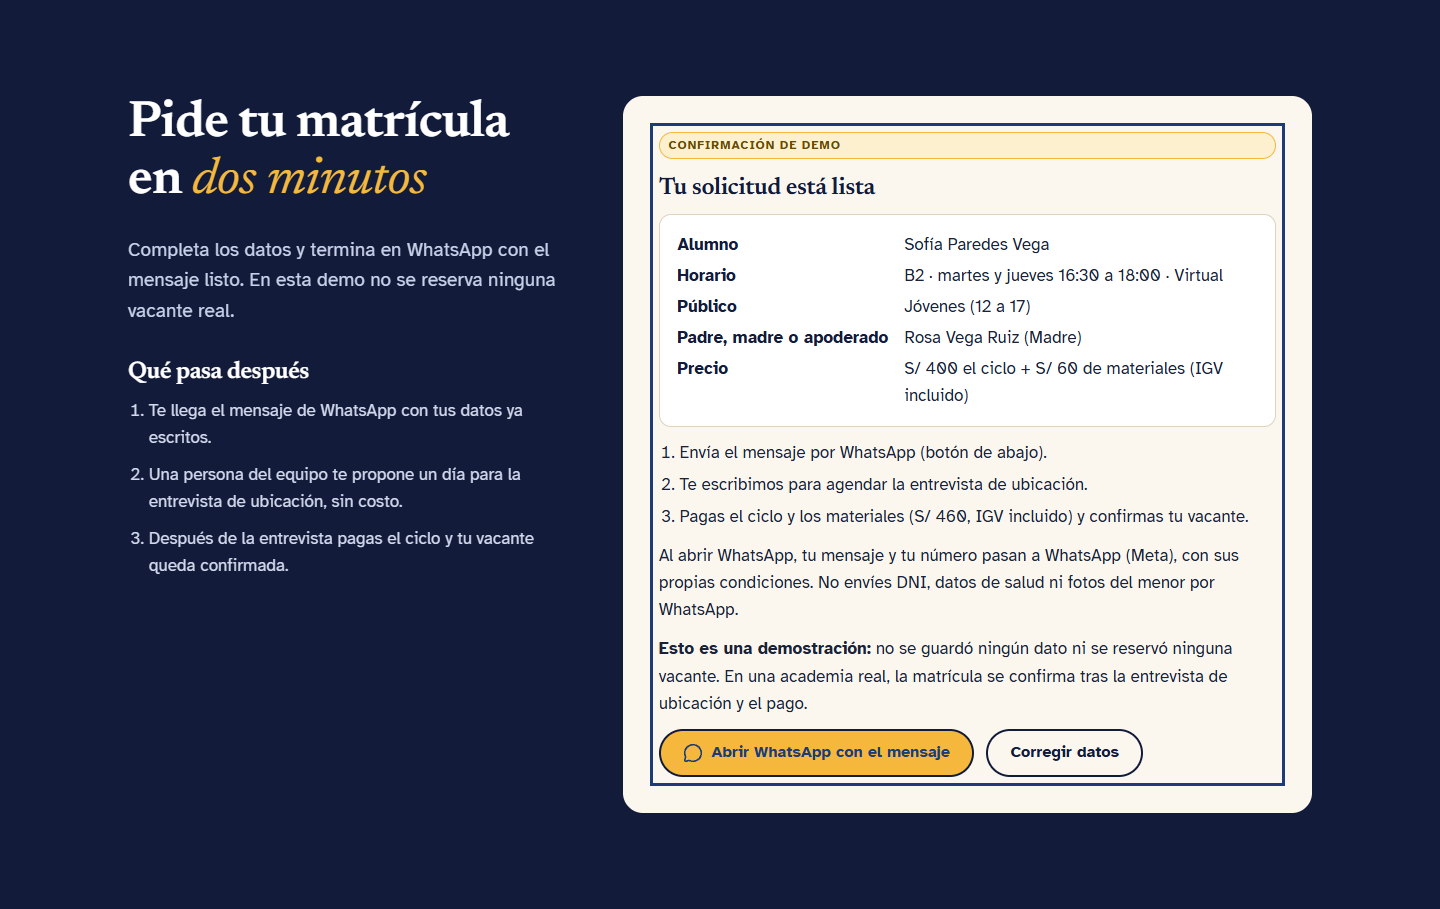 Pide tu matrícula
en dos minutos
Completa los datos y termina en WhatsApp con el
mensaje listo. En esta demo no se reserva ninguna
vacante real.
Qué pasa después
1. Te llega el mensaje de WhatsApp con tus datos ya
escritos.
2. Una persona del equipo te propone un día para la
entrevista de ubicación, sin costo.
3. Después de la entrevista pagas el ciclo y tu vacante
queda confirmada.
CONFIRMACIÓN DE DEMO
Tu solicitud está lista
Alumno Sofía Paredes Vega
Horario B2 · martes y jueves 16:30 a 18:00 · Virtual
Público Jóvenes (12 a 17)
Padre, madre o apoderado Rosa Vega Ruiz (Madre)
Precio S/ 400 el ciclo + S/ 60 de materiales (IGV
incluido)
1. Envía el mensaje por WhatsApp (botón de abajo).
2. Te escribimos para agendar la entrevista de ubicación.
3. Pagas el ciclo y los materiales (S/ 460, IGV incluido) y confirmas tu vacante.
Al abrir WhatsApp, tu mensaje y tu número pasan a WhatsApp (Meta), con sus
propias condiciones. No envíes DNI, datos de salud ni fotos del menor por
WhatsApp.
Esto es una demostración: no se guardó ningún dato ni se reservó ninguna
vacante. En una academia real, la matrícula se confirma tras la entrevista de
ubicación y el pago.
Abrir WhatsApp con el mensaje
Corregir datos